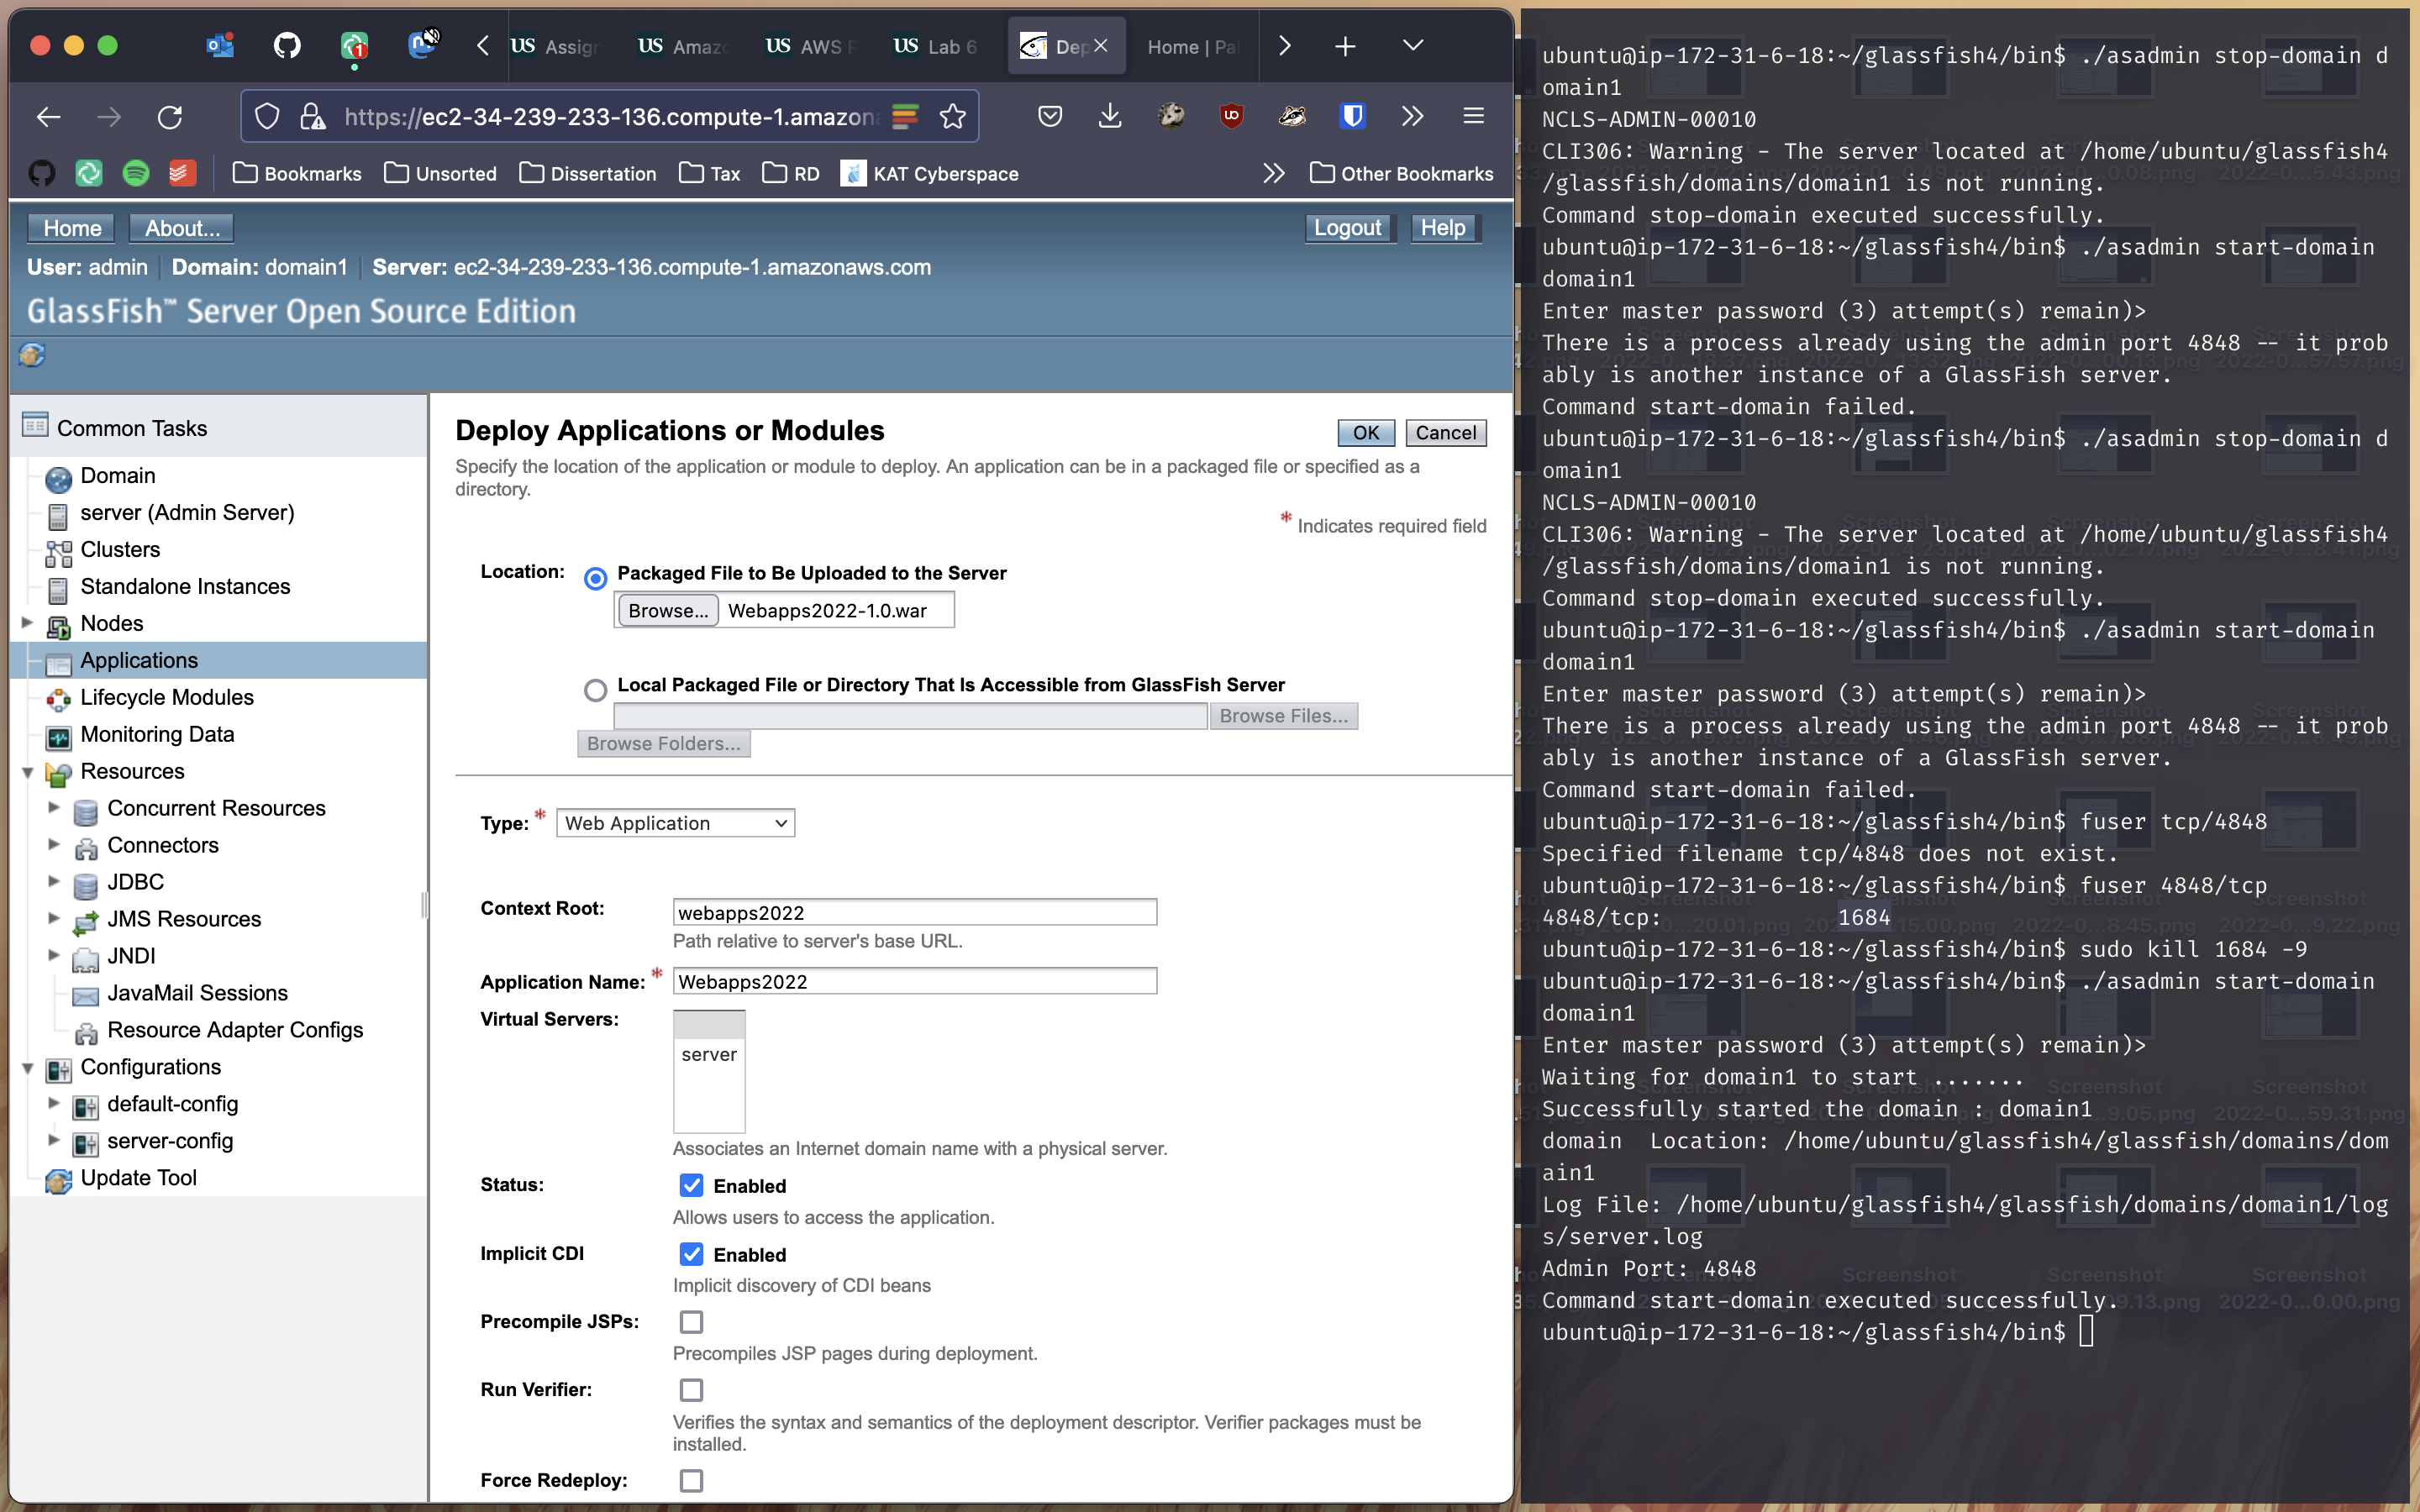 US Assign
US Amaz
US AWS P
US Lab 6
Dep
Home | Pa
https://ec2-34-239-233-136.compute-1.amazona
Bookmarks
Unsorted
Dissertation
Tax
RD
KAT Cyberspace
Other Bookmarks
Home
About...
Logout
Help
User: admin
Domain: domain1
Server: ec2-34-239-233-136.compute-1.amazonaws.com
GlassFish™ Server Open Source Edition
Common Tasks
Domain
server (Admin Server)
Clusters
Standalone Instances
Nodes
Applications
Lifecycle Modules
Monitoring Data
Resources
Concurrent Resources
Connectors
JDBC
JMS Resources
JNDI
JavaMail Sessions
Resource Adapter Configs
Configurations
default-config
server-config
Update Tool
Deploy Applications or Modules
OK
Cancel
Specify the location of the application or module to deploy. An application can be in a packaged file or specified as a
directory.
* Indicates required field
Location:
Packaged File to Be Uploaded to the Server
Browse... Webapps2022-1.0.war
Local Packaged File or Directory That Is Accessible from GlassFish Server
Browse Files...
Browse Folders...
Type: * Web Application
Context Root: webapps2022
Path relative to server's base URL.
Application Name: * Webapps2022
Virtual Servers:
server
Associates an Internet domain name with a physical server.
Status: Enabled
Allows users to access the application.
Implicit CDI Enabled
Implicit discovery of CDI beans
Precompile JSPs:
Precompiles JSP pages during deployment.
Run Verifier:
Verifies the syntax and semantics of the deployment descriptor. Verifier packages must be
installed.
Force Redeploy:
ubuntu@ip-172-31-6-18:~/glassfish4/bin$ ./asadmin stop-domain d
omain1
NCLS-ADMIN-00010
CLI306: Warning - The server located at /home/ubuntu/glassfish4
/glassfish/domains/domain1 is not running.
Command stop-domain executed successfully.
ubuntu@ip-172-31-6-18:~/glassfish4/bin$ ./asadmin start-domain
domain1
Enter master password (3) attempt(s) remain)>
There is a process already using the admin port 4848 -- it prob
ably is another instance of a GlassFish server.
Command start-domain failed.
ubuntu@ip-172-31-6-18:~/glassfish4/bin$ ./asadmin stop-domain d
omain1
NCLS-ADMIN-00010
CLI306: Warning - The server located at /home/ubuntu/glassfish4
/glassfish/domains/domain1 is not running.
Command stop-domain executed successfully.
ubuntu@ip-172-31-6-18:~/glassfish4/bin$ ./asadmin start-domain
domain1
Enter master password (3) attempt(s) remain)>
There is a process already using the admin port 4848 -- it prob
ably is another instance of a GlassFish server.
Command start-domain failed.
ubuntu@ip-172-31-6-18:~/glassfish4/bin$ fuser tcp/4848
Specified filename tcp/4848 does not exist.
ubuntu@ip-172-31-6-18:~/glassfish4/bin$ fuser 4848/tcp
4848/tcp: 1684
ubuntu@ip-172-31-6-18:~/glassfish4/bin$ sudo kill 1684 -9
ubuntu@ip-172-31-6-18:~/glassfish4/bin$ ./asadmin start-domain
domain1
Enter master password (3) attempt(s) remain)>
Waiting for domain1 to start .......
Successfully started the domain : domain1
domain  Location: /home/ubuntu/glassfish4/glassfish/domains/dom
ain1
Log File: /home/ubuntu/glassfish4/glassfish/domains/domain1/log
s/server.log
Admin Port: 4848
Command start-domain executed successfully.
ubuntu@ip-172-31-6-18:~/glassfish4/bin$